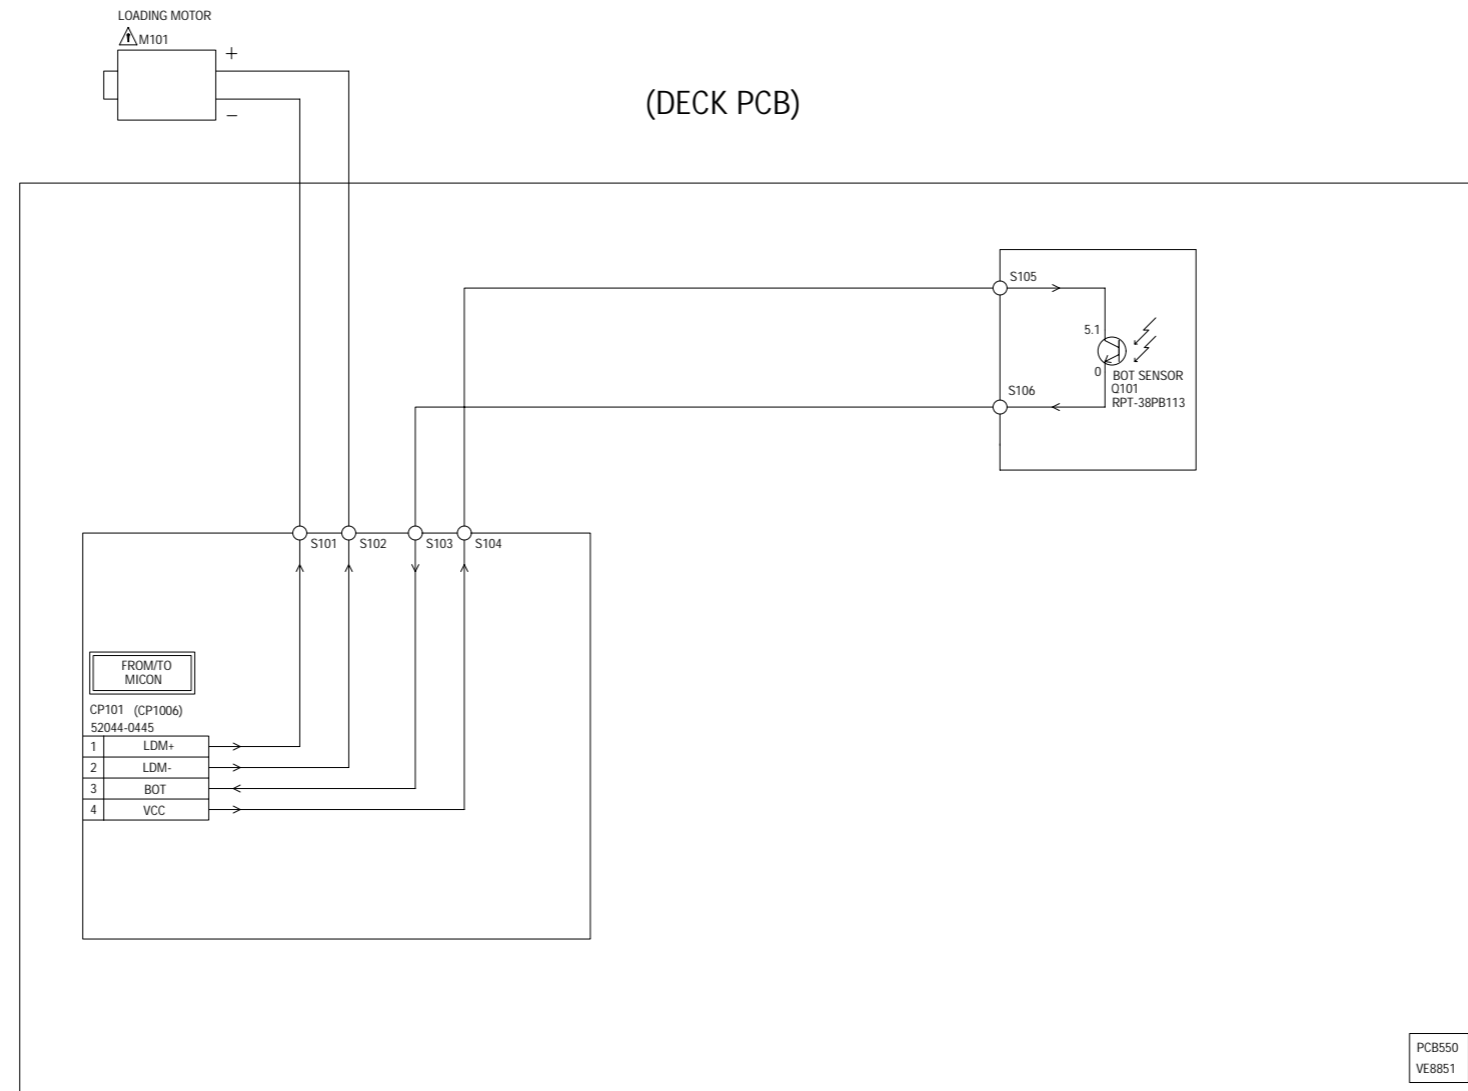 LOADING MOTOR
M101
+
−
(DECK PCB)
S105
5.1
0
BOT SENSOR
Q101
RPT-38PB113
S106
S101
S102
S103
S104
FROM/TO
MICON
CP101 (CP1006)
52044-0445
1 LDM+
2 LDM-
3 BOT
4 VCC
PCB550
VE8851